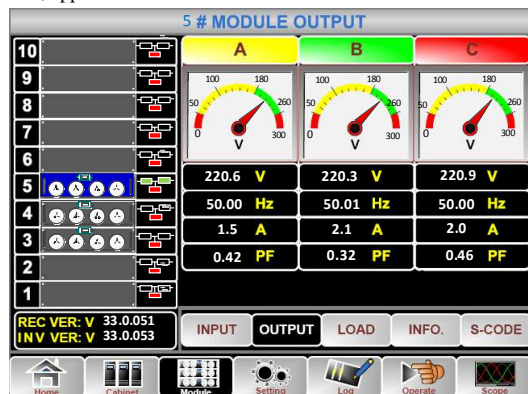 5 # MODULE OUTPUT
10
9
8
7
6
5
4
3
2
1
A B C
50 100 180 260 0 300 V
50 100 180 260 0 300 V
50 100 180 260 0 300 V
220.6 V 220.3 V 220.9 V
50.00 Hz 50.01 Hz 50.00 Hz
1.5 A 2.1 A 2.0 A
0.42 PF 0.32 PF 0.46 PF
REC VER: V 33.0.051
INV VER: V 33.0.053
INPUT OUTPUT LOAD INFO. S-CODE
Home Cabinet Module Setting Log Operate Scope